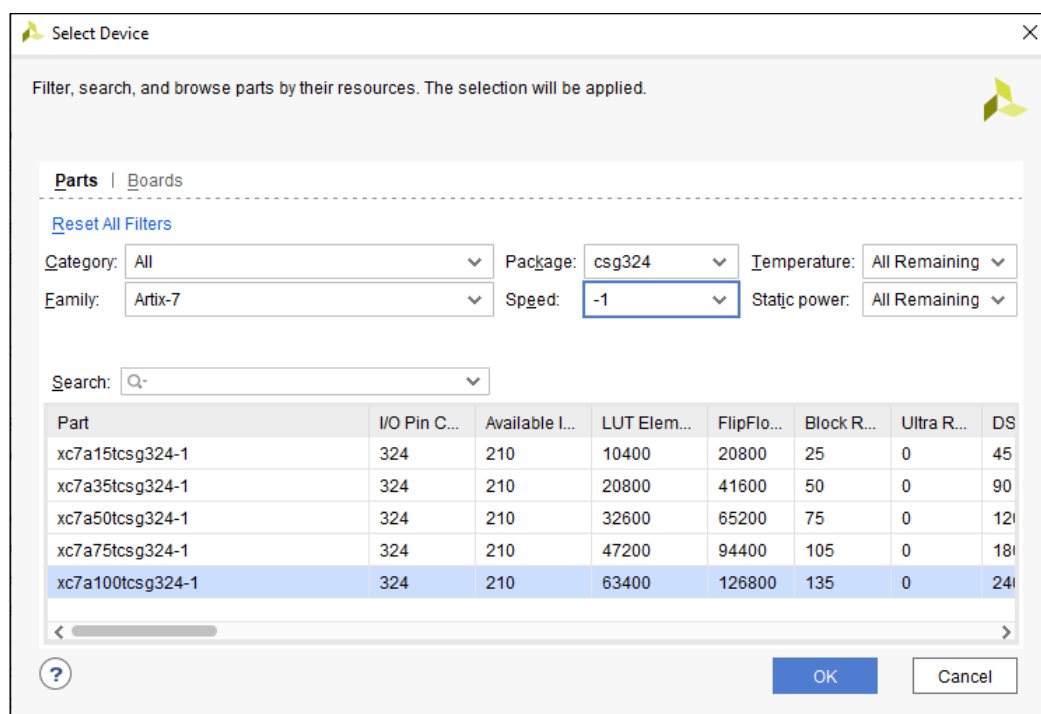 Select Device
Filter, search, and browse parts by their resources. The selection will be applied.
Parts | Boards
Reset All Filters
Category: All Package: csg324 Temperature: All Remaining
Family: Artix-7 Speed: -1 Static power: All Remaining
Search:
Part I/O Pin C... Available I... LUT Elem... FlipFlo... Block R... Ultra R... DS
xc7a15tcsg324-1 324 210 10400 20800 25 0 45
xc7a35tcsg324-1 324 210 20800 41600 50 0 90
xc7a50tcsg324-1 324 210 32600 65200 75 0 12
xc7a75tcsg324-1 324 210 47200 94400 105 0 18
xc7a100tcsg324-1 324 210 63400 126800 135 0 24
? OK Cancel